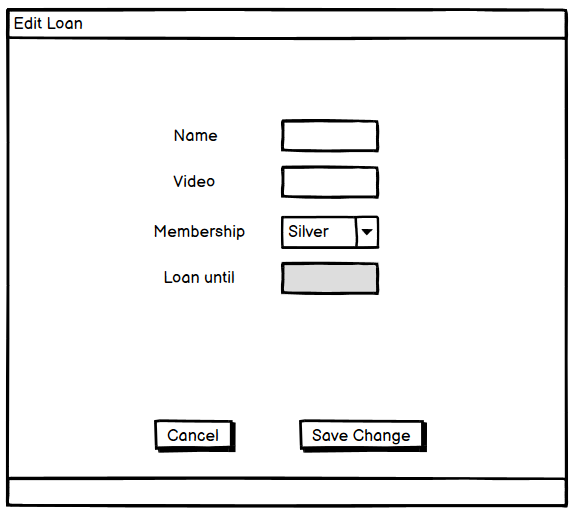 Edit Loan
Name
Video
Membership Silver
Loan until
Cancel Save Change